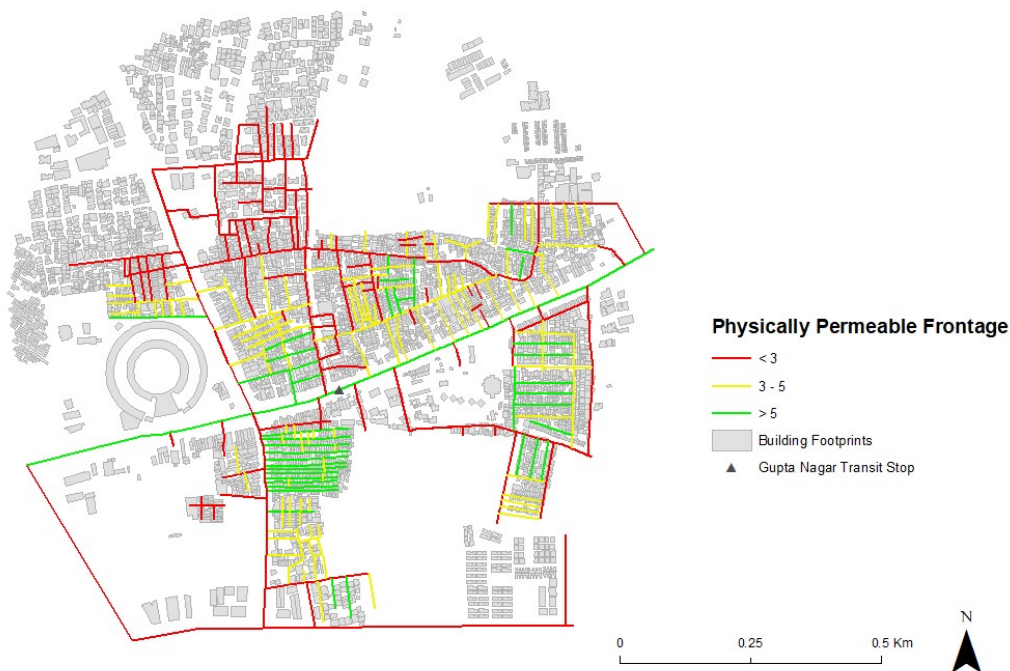 Physically Permeable Frontage
< 3
3 - 5
> 5
Building Footprints
Gupta Nagar Transit Stop
N
0 0.25 0.5 Km